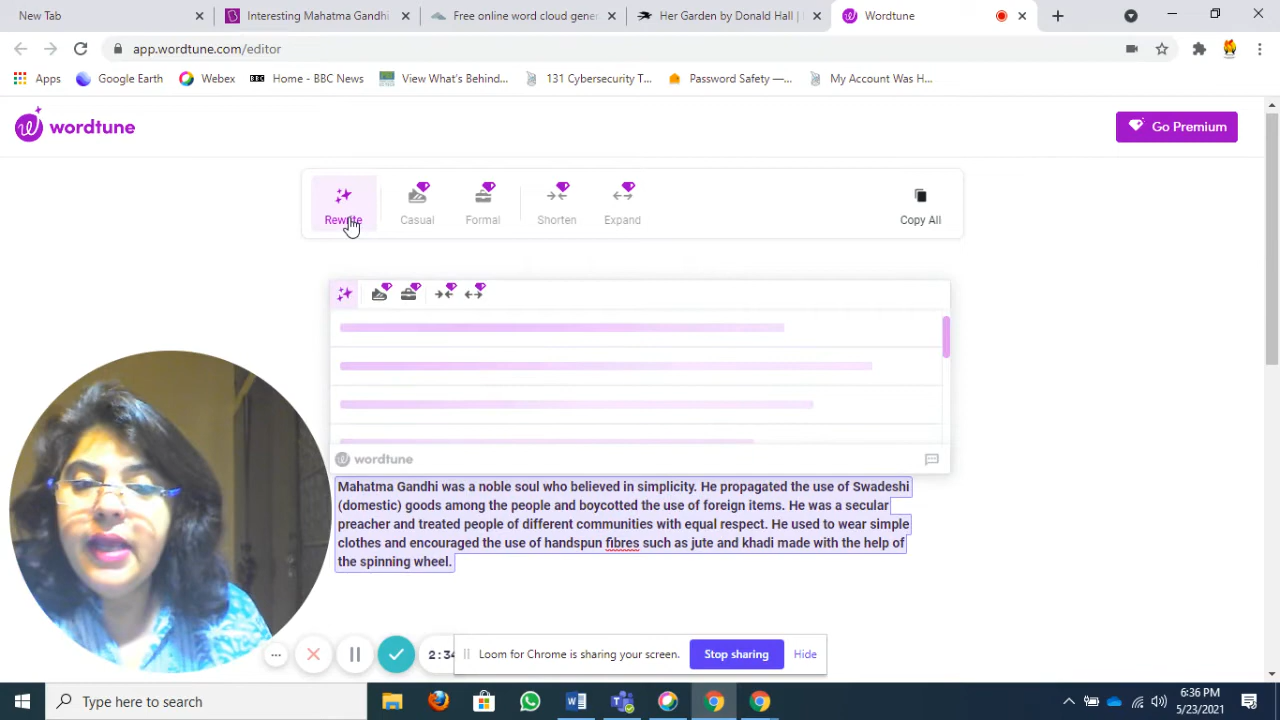 New Tab
Interesting Mahatma Gandhi
Free online word cloud gener
Her Garden by Donald Hall |
Wordtune
app.wordtune.com/editor
Apps
Google Earth
Webex
BBC
Home - BBC News
View What's Behind...
131 Cybersecurity T...
Password Safety —...
My Account Was H...
wordtune
Go Premium
Rewrite
Casual
Formal
Shorten
Expand
Copy All
wordtune
Mahatma Gandhi was a noble soul who believed in simplicity. He propagated the use of Swadeshi
(domestic) goods among the people and boycotted the use of foreign items. He was a secular
preacher and treated people of different communities with equal respect. He used to wear simple
clothes and encouraged the use of handspun fibres such as jute and khadi made with the help of
the spinning wheel.
2:34
Loom for Chrome is sharing your screen.
Stop sharing
Hide
Type here to search
6:36 PM
5/23/2021